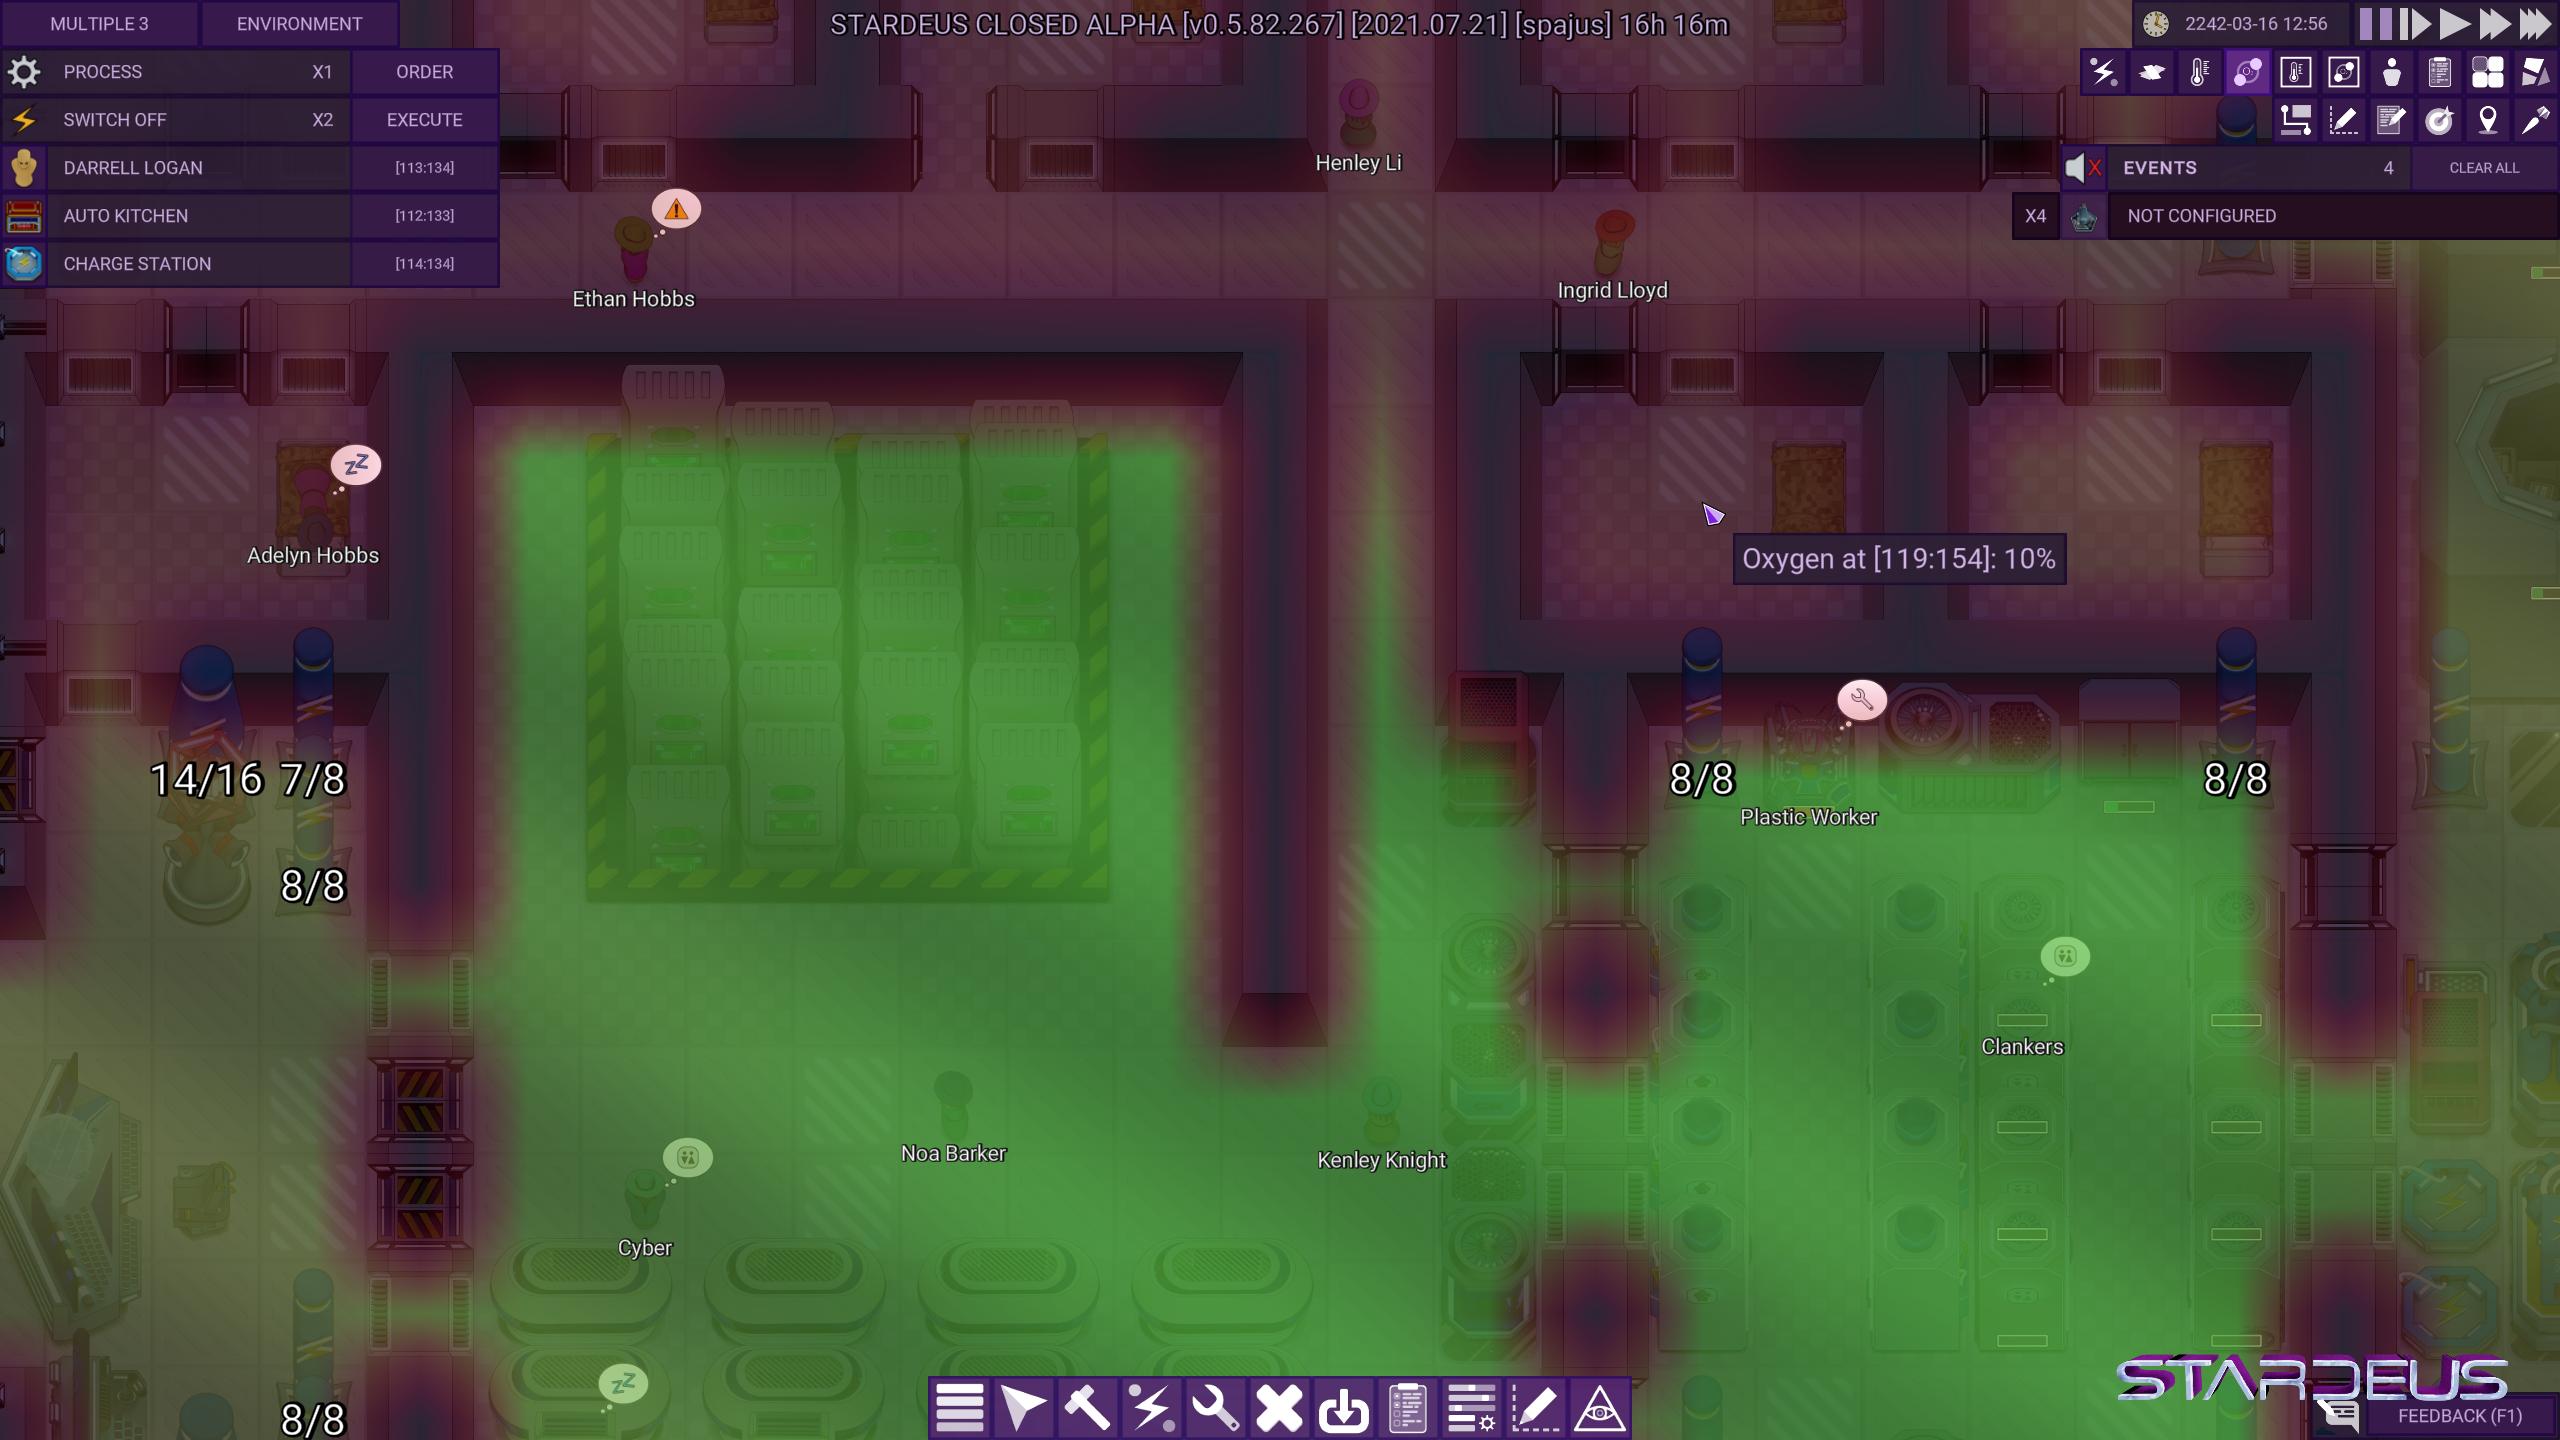 MULTIPLE 3 ENVIRONMENT
STARDEUS CLOSED ALPHA [v0.5.82.267] [2021.07.21] [spajus] 16h 16m
2242-03-16 12:56
PROCESS X1 ORDER
SWITCH OFF X2 EXECUTE
DARRELL LOGAN [113:134]
AUTO KITCHEN [112:133]
CHARGE STATION [114:134]
EVENTS 4 CLEAR ALL
X4 NOT CONFIGURED
Henley Li
Ethan Hobbs
Ingrid Lloyd
zZ
Adelyn Hobbs
Oxygen at [119:154]: 10%
14/16 7/8
8/8
8/8
Plastic Worker
8/8
Clankers
Noa Barker
Kenley Knight
Cyber
zZ
8/8
STARDEUS
FEEDBACK (F1)